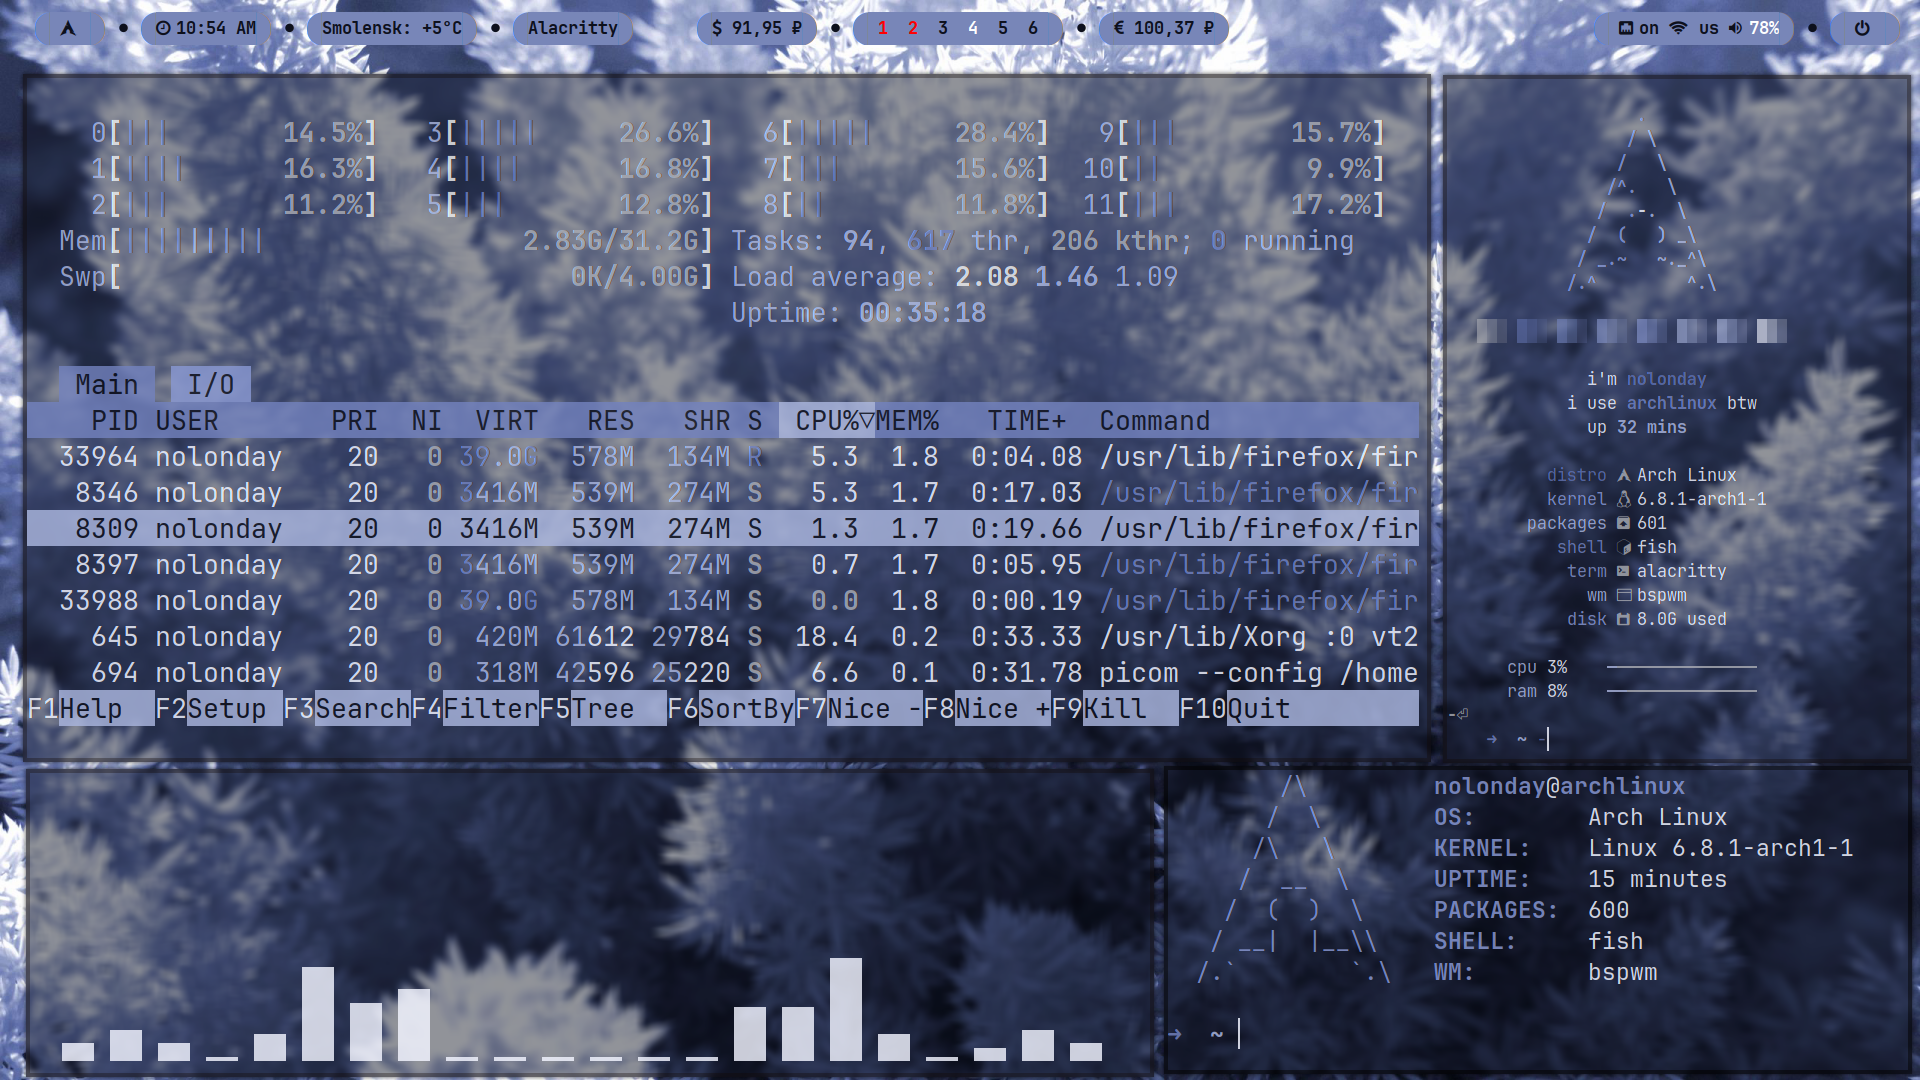 10:54 AM
Smolensk: +5°C
Alacritty
$ 91,95 ₽
1 2 3 4 5 6
€ 100,37 ₽
on us 78%
0[||| 14.5%] 3[||||| 26.6%] 6[||||| 28.4%] 9[||| 15.7%]
1[|||| 16.3%] 4[|||| 16.8%] 7[||| 15.6%] 10[|| 9.9%]
2[||| 11.2%] 5[||| 12.8%] 8[|| 11.8%] 11[||| 17.2%]
Mem[||||||||| 2.83G/31.2G] Tasks: 94, 617 thr, 206 kthr; 0 running
Swp[ 0K/4.00G] Load average: 2.08 1.46 1.09
Uptime: 00:35:18
Main I/O
PID USER PRI NI VIRT RES SHR S CPU%▽MEM% TIME+ Command
33964 nolonday 20 0 39.0G 578M 134M R 5.3 1.8 0:04.08 /usr/lib/firefox/fir
8346 nolonday 20 0 3416M 539M 274M S 5.3 1.7 0:17.03 /usr/lib/firefox/fir
8309 nolonday 20 0 3416M 539M 274M S 1.3 1.7 0:19.66 /usr/lib/firefox/fir
8397 nolonday 20 0 3416M 539M 274M S 0.7 1.7 0:05.95 /usr/lib/firefox/fir
33988 nolonday 20 0 39.0G 578M 134M S 0.0 1.8 0:00.19 /usr/lib/firefox/fir
645 nolonday 20 0 420M 61612 29784 S 18.4 0.2 0:33.33 /usr/lib/Xorg :0 vt2
694 nolonday 20 0 318M 42596 25220 S 6.6 0.1 0:31.78 picom --config /home
F1Help F2Setup F3SearchF4FilterF5Tree F6SortByF7Nice -F8Nice +F9Kill F10Quit
i'm nolonday
i use archlinux btw
up 32 mins
distro Arch Linux
kernel 6.8.1-arch1-1
packages 601
shell fish
term alacritty
wm bspwm
disk 8.0G used
cpu 3%
ram 8%
-⏎
➜ ~ -
nolonday@archlinux
OS: Arch Linux
KERNEL: Linux 6.8.1-arch1-1
UPTIME: 15 minutes
PACKAGES: 600
SHELL: fish
WM: bspwm
➜ ~